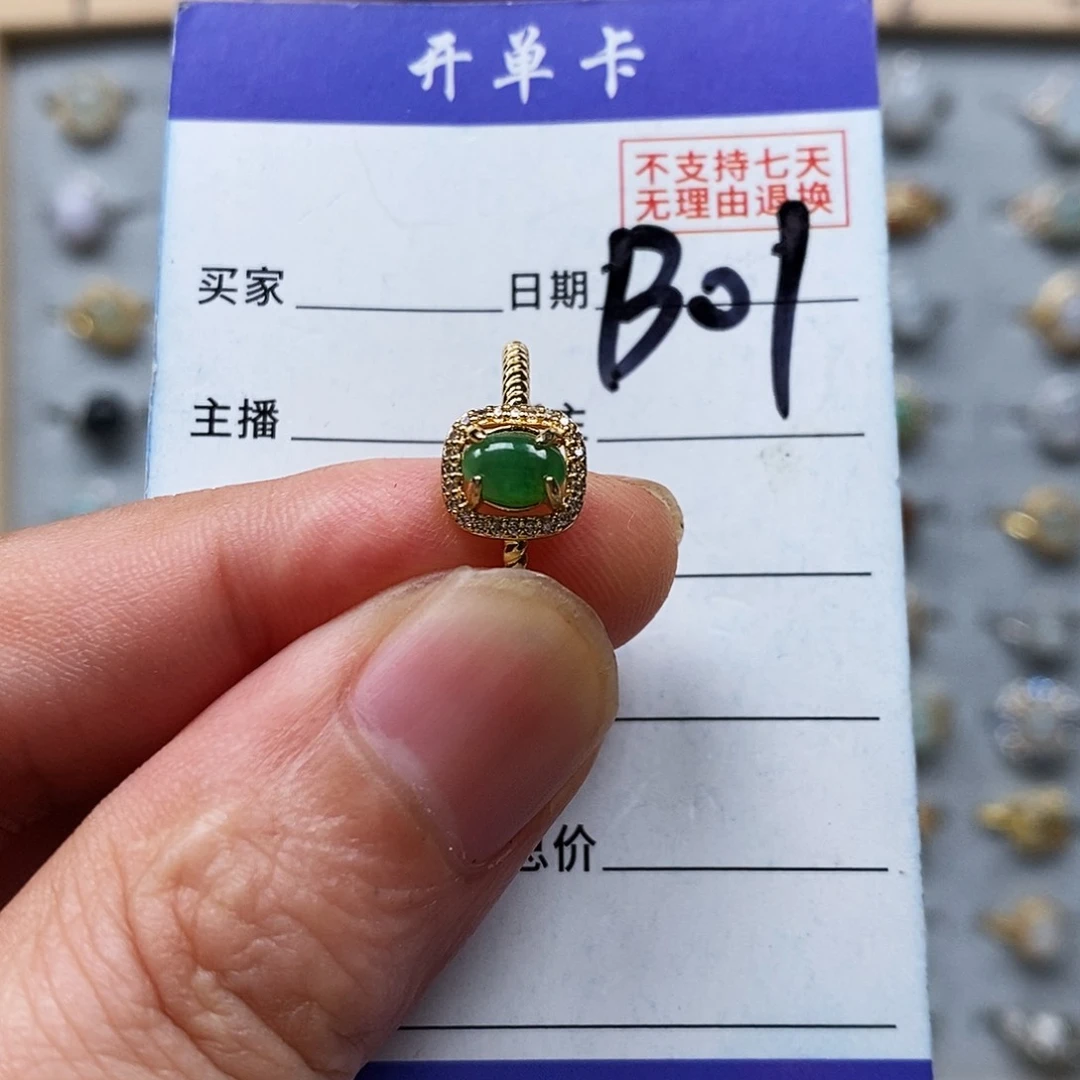 开单卡
不支持七天
无理由退换
买家 日期 B01
主播
总价